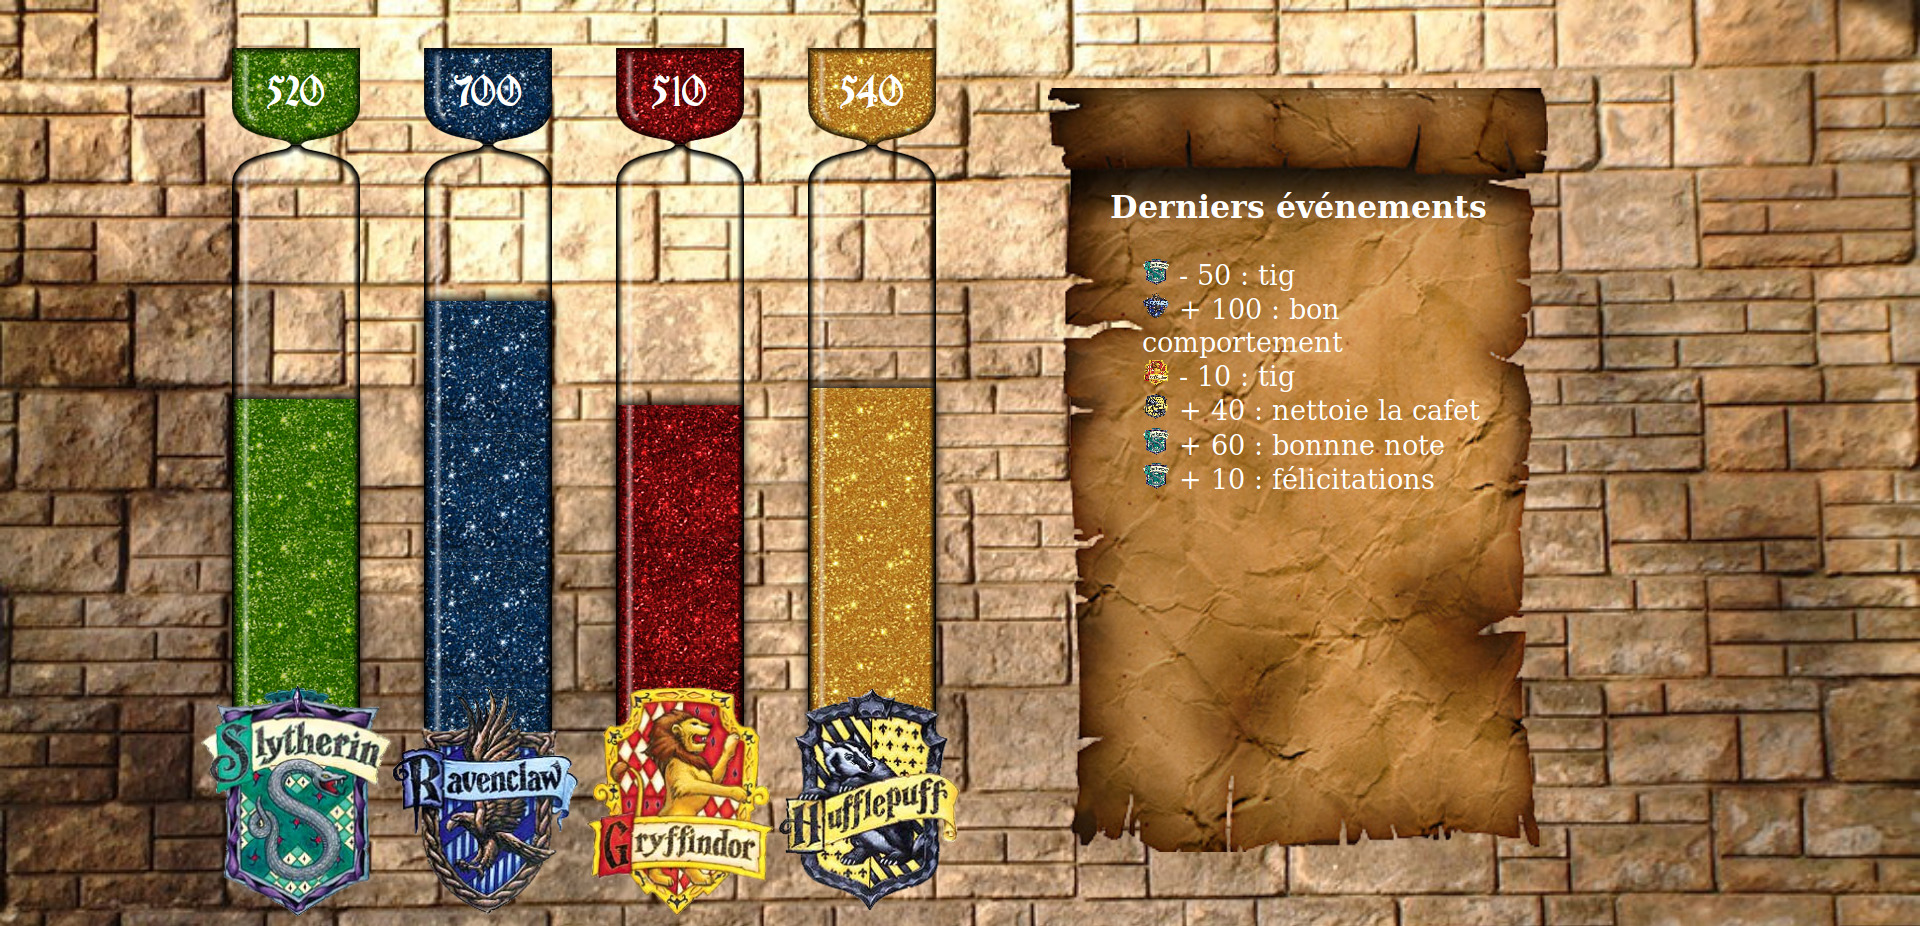 520
700
510
540
Derniers événements
- 50 : tig
+ 100 : bon
comportement
- 10 : tig
+ 40 : nettoie la cafet
+ 60 : bonnne note
+ 10 : félicitations
Slytherin
Ravenclaw
Gryffindor
Hufflepuff